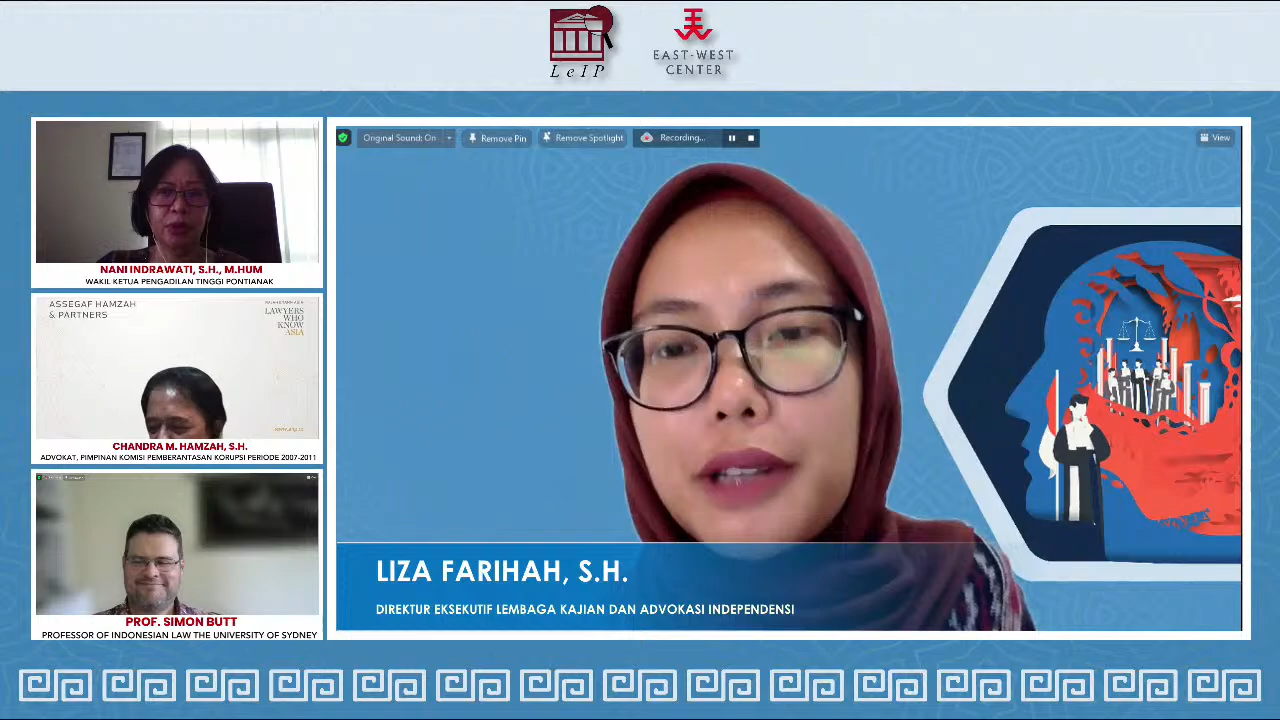 LeIP
EAST-WEST
CENTER
NANI INDRAWATI, S.H., M.HUM
WAKIL KETUA PENGADILAN TINGGI PONTIANAK
ASSEGAF HAMZAH
& PARTNERS
RAJAH & TANN ASIA
LAWYERS
WHO
KNOW
ASIA
CHANDRA M. HAMZAH, S.H.
ADVOKAT, PIMPINAN KOMISI PEMBERANTASAN KORUPSI PERIODE 2007-2011
PROF. SIMON BUTT
PROFESSOR OF INDONESIAN LAW THE UNIVERSITY OF SYDNEY
Original Sound: On
Remove Pin
Remove Spotlight
Recording...
View
LIZA FARIHAH, S.H.
DIREKTUR EKSEKUTIF LEMBAGA KAJIAN DAN ADVOKASI INDEPENDENSI